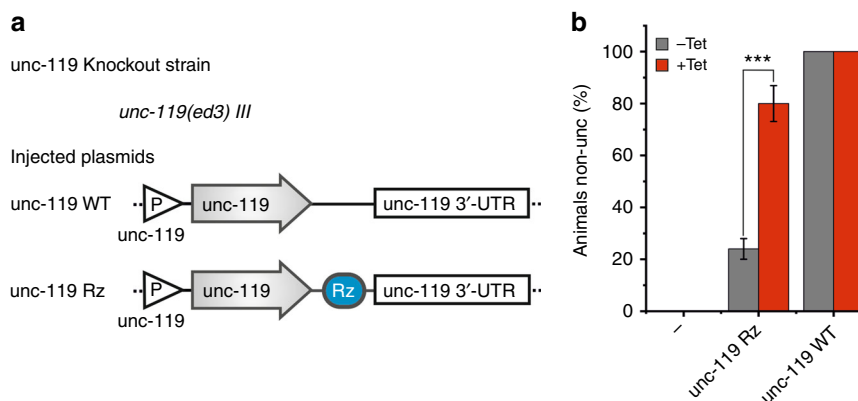 a
unc-119 Knockout strain
unc-119(ed3) III
Injected plasmids
unc-119 WT
P
unc-119
unc-119 3′-UTR
unc-119
unc-119 Rz
P
unc-119
Rz
unc-119 3′-UTR
unc-119
b
–Tet
+Tet
***
Animals non-unc (%)
100
80
60
40
20
0
–
unc-119 Rz
unc-119 WT